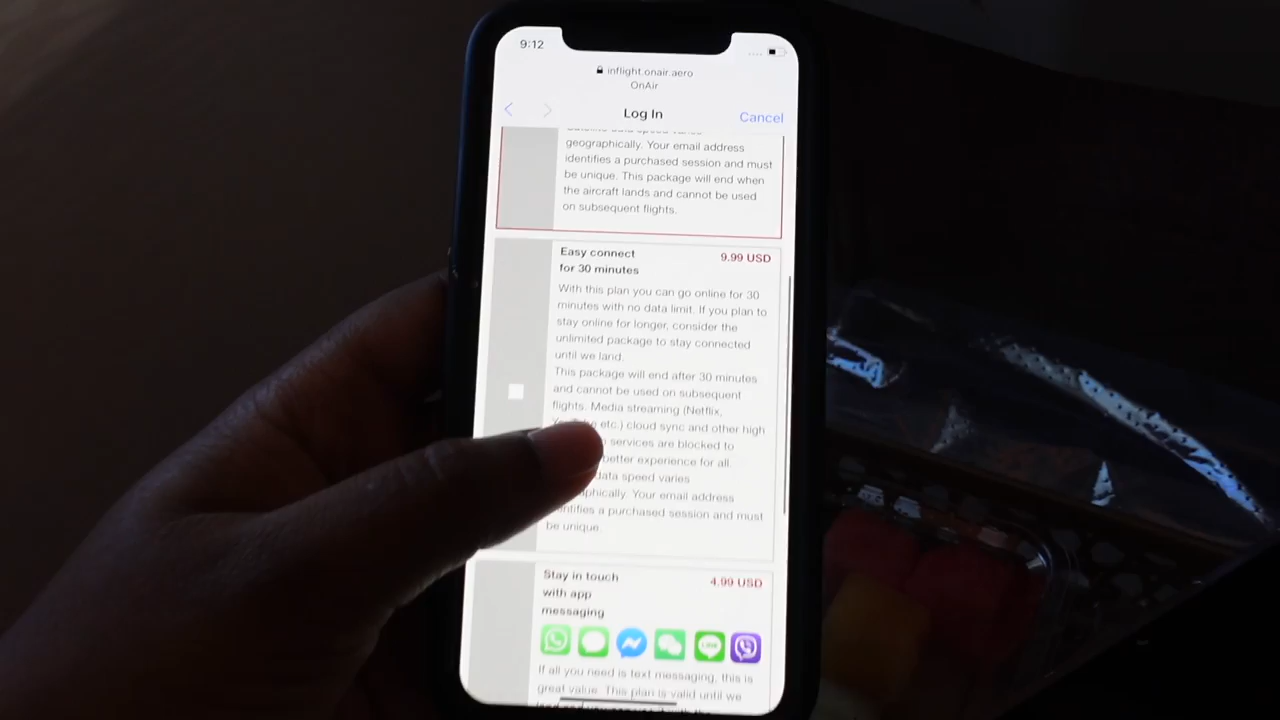 9:12
inflight.onair.aero
OnAir
Log In
Cancel
geographically. Your email address
identifies a purchased session and must
be unique. This package will end when
the aircraft lands and cannot be used
on subsequent flights.
Easy connect
for 30 minutes
9.99 USD
With this plan you can go online for 30
minutes with no data limit. If you plan to
stay online for longer, consider the
unlimited package to stay connected
until we land.
This package will end after 30 minutes
and cannot be used on subsequent
flights. Media streaming (Netflix,
etc.) cloud sync and other high
services are blocked to
better experience for all.
data speed varies
Your email address
a purchased session and must
be unique.
Stay in touch
with app
messaging
4.99 USD
LINE
If all you need is text messaging, this is
great value. This plan is valid until we